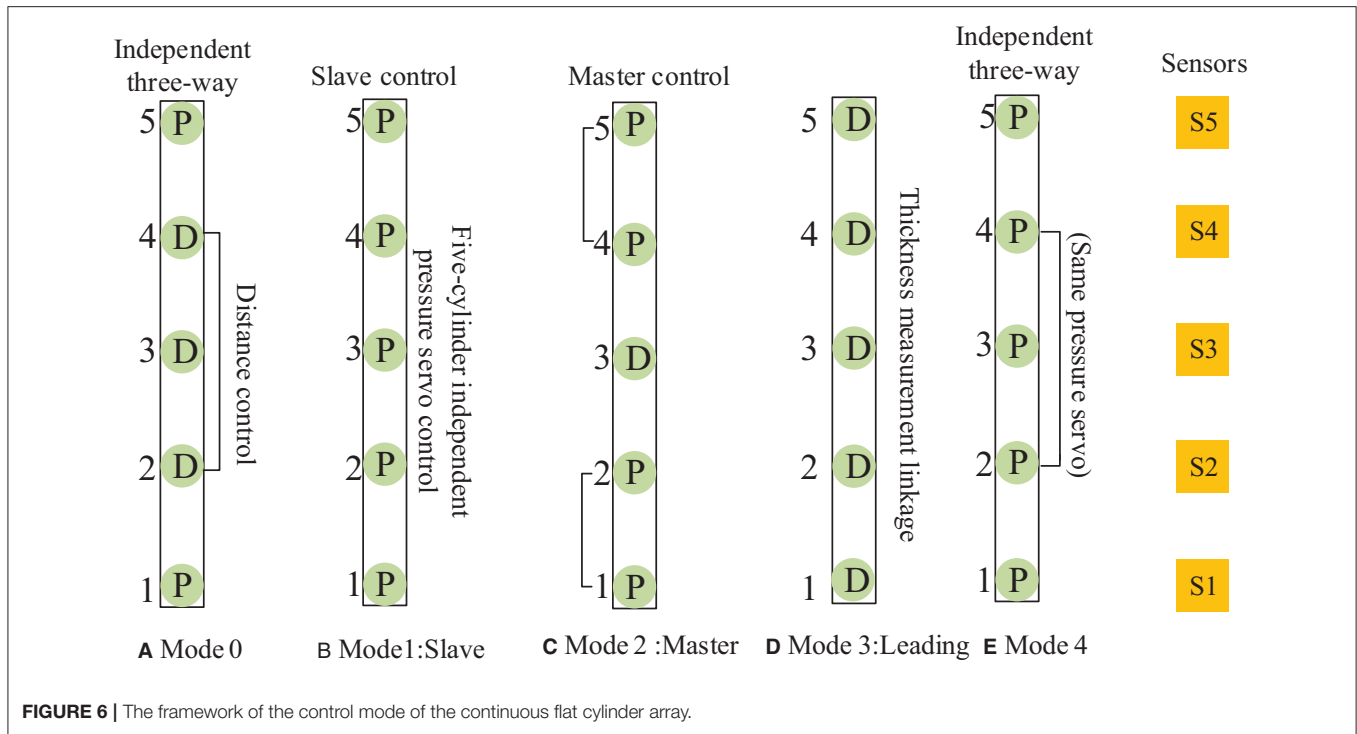 Independent
three-way
5 P
4 D
3 D
2 D
1 P
Distance control
A Mode 0
Slave control
5 P
4 P
3 P
2 P
1 P
Five-cylinder independent
pressure servo control
B Mode1:Slave
Master control
5 P
4 P
3 D
2 P
1 P
C Mode 2 :Master
5 D
4 D
3 D
2 D
1 D
Thickness measurement linkage
D Mode 3:Leading
Independent
three-way
5 P
4 P
3 P
2 P
1 P
(Same pressure servo)
E Mode 4
Sensors
S5
S4
S3
S2
S1
FIGURE 6 | The framework of the control mode of the continuous flat cylinder array.